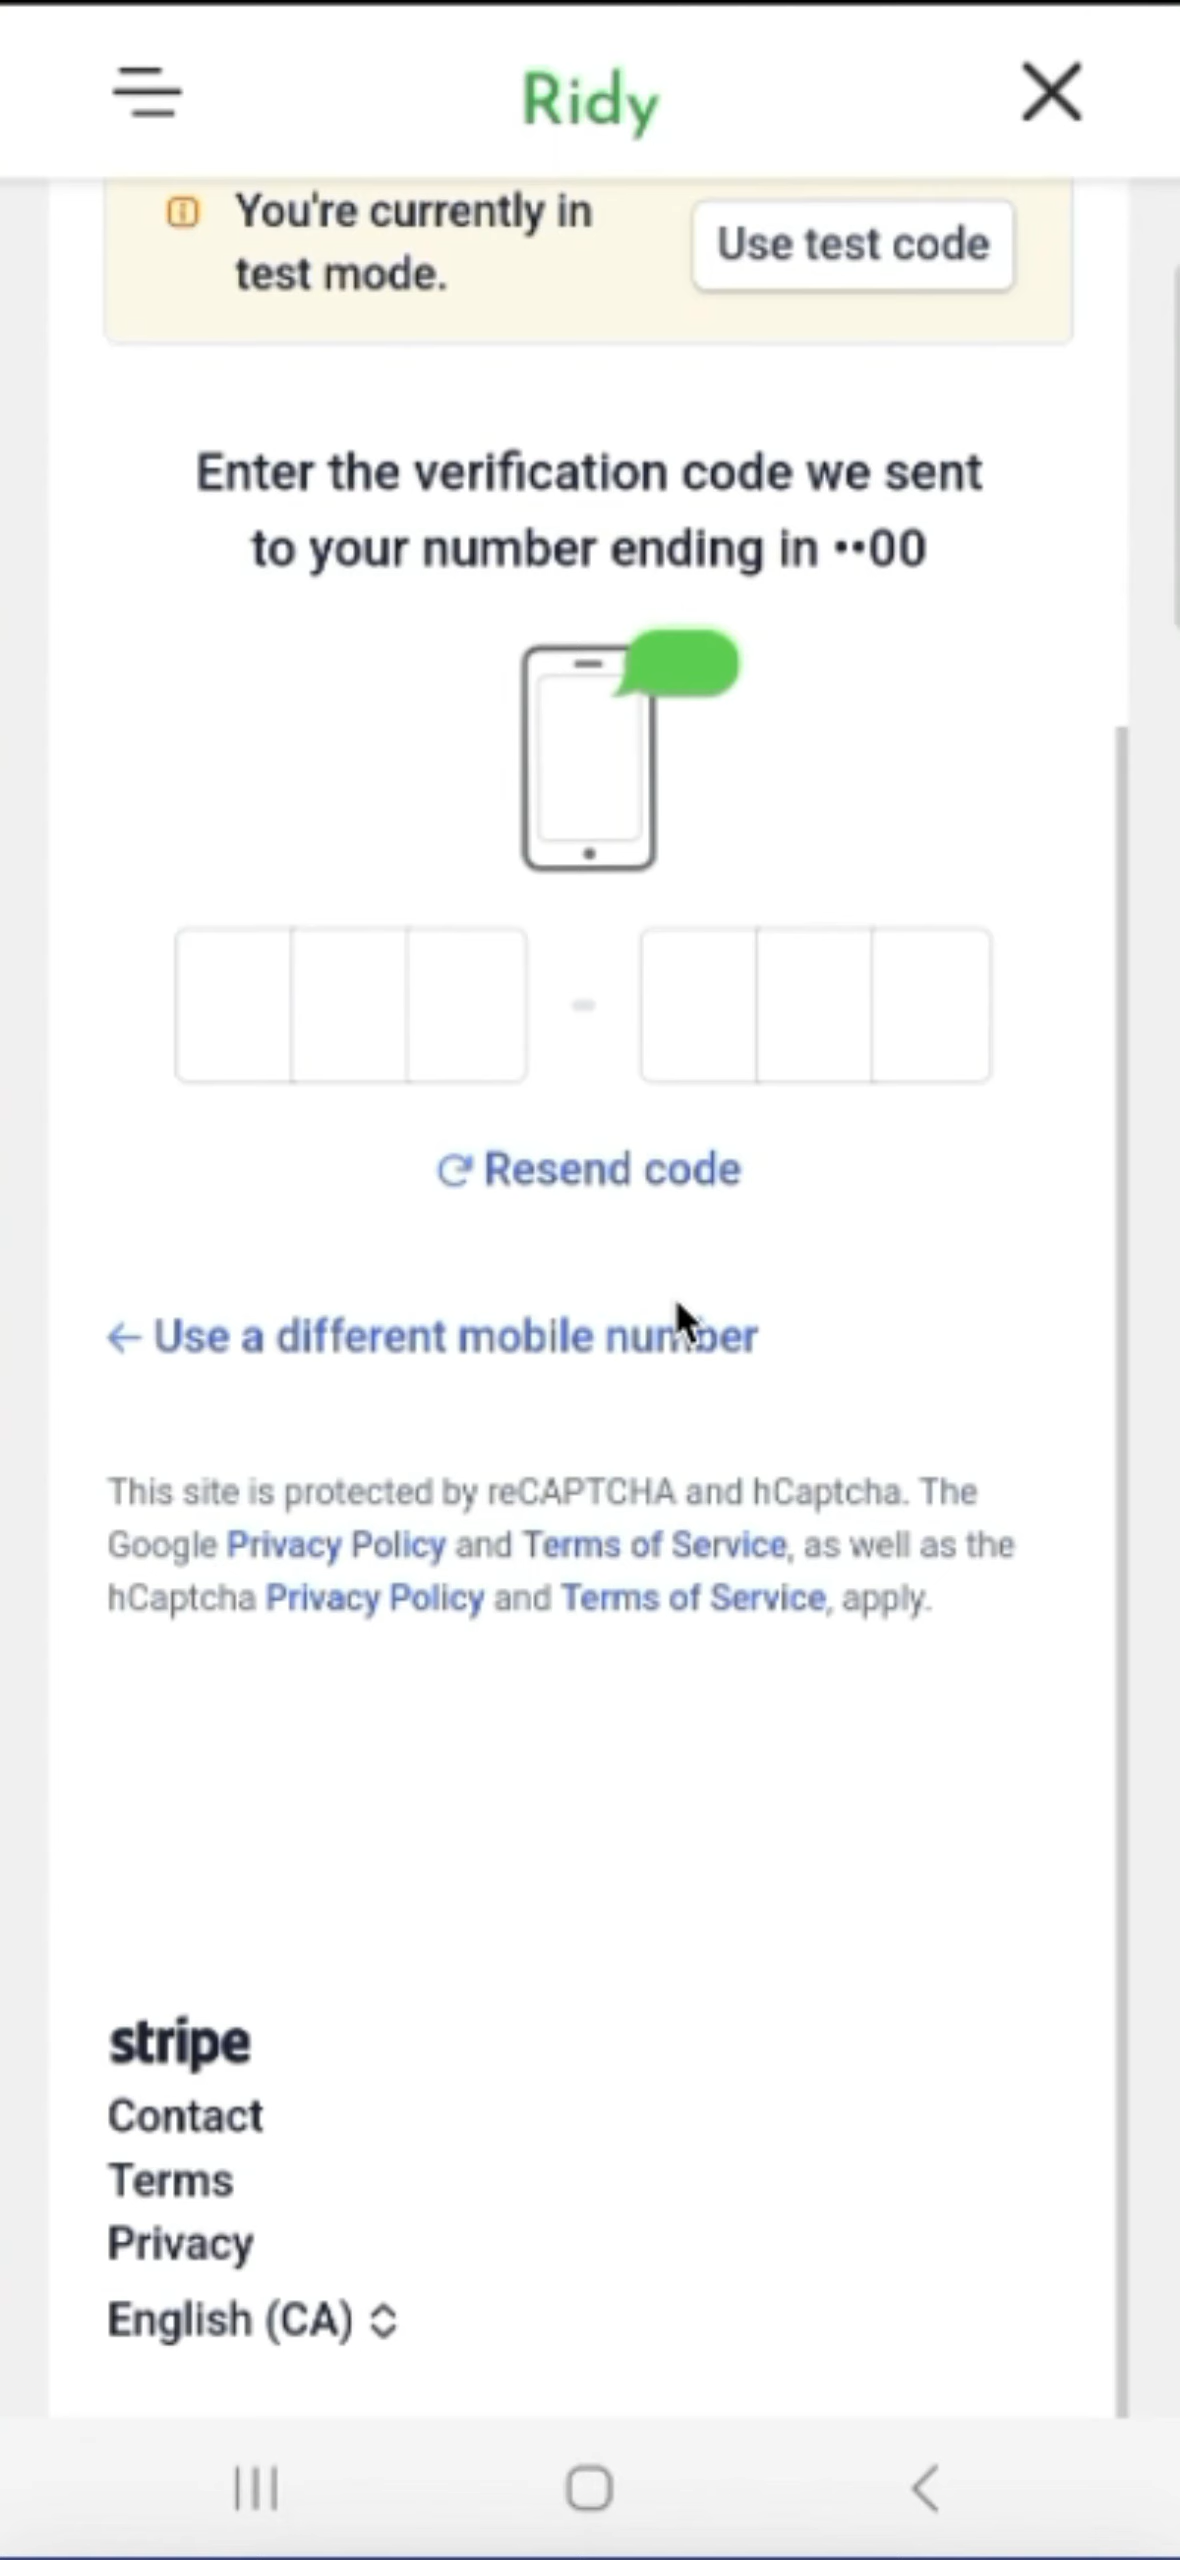 Ridy
You're currently in
test mode.
Use test code
Enter the verification code we sent
to your number ending in ••00
-
Resend code
← Use a different mobile number
This site is protected by reCAPTCHA and hCaptcha. The
Google Privacy Policy and Terms of Service, as well as the
hCaptcha Privacy Policy and Terms of Service, apply.
stripe
Contact
Terms
Privacy
English (CA)